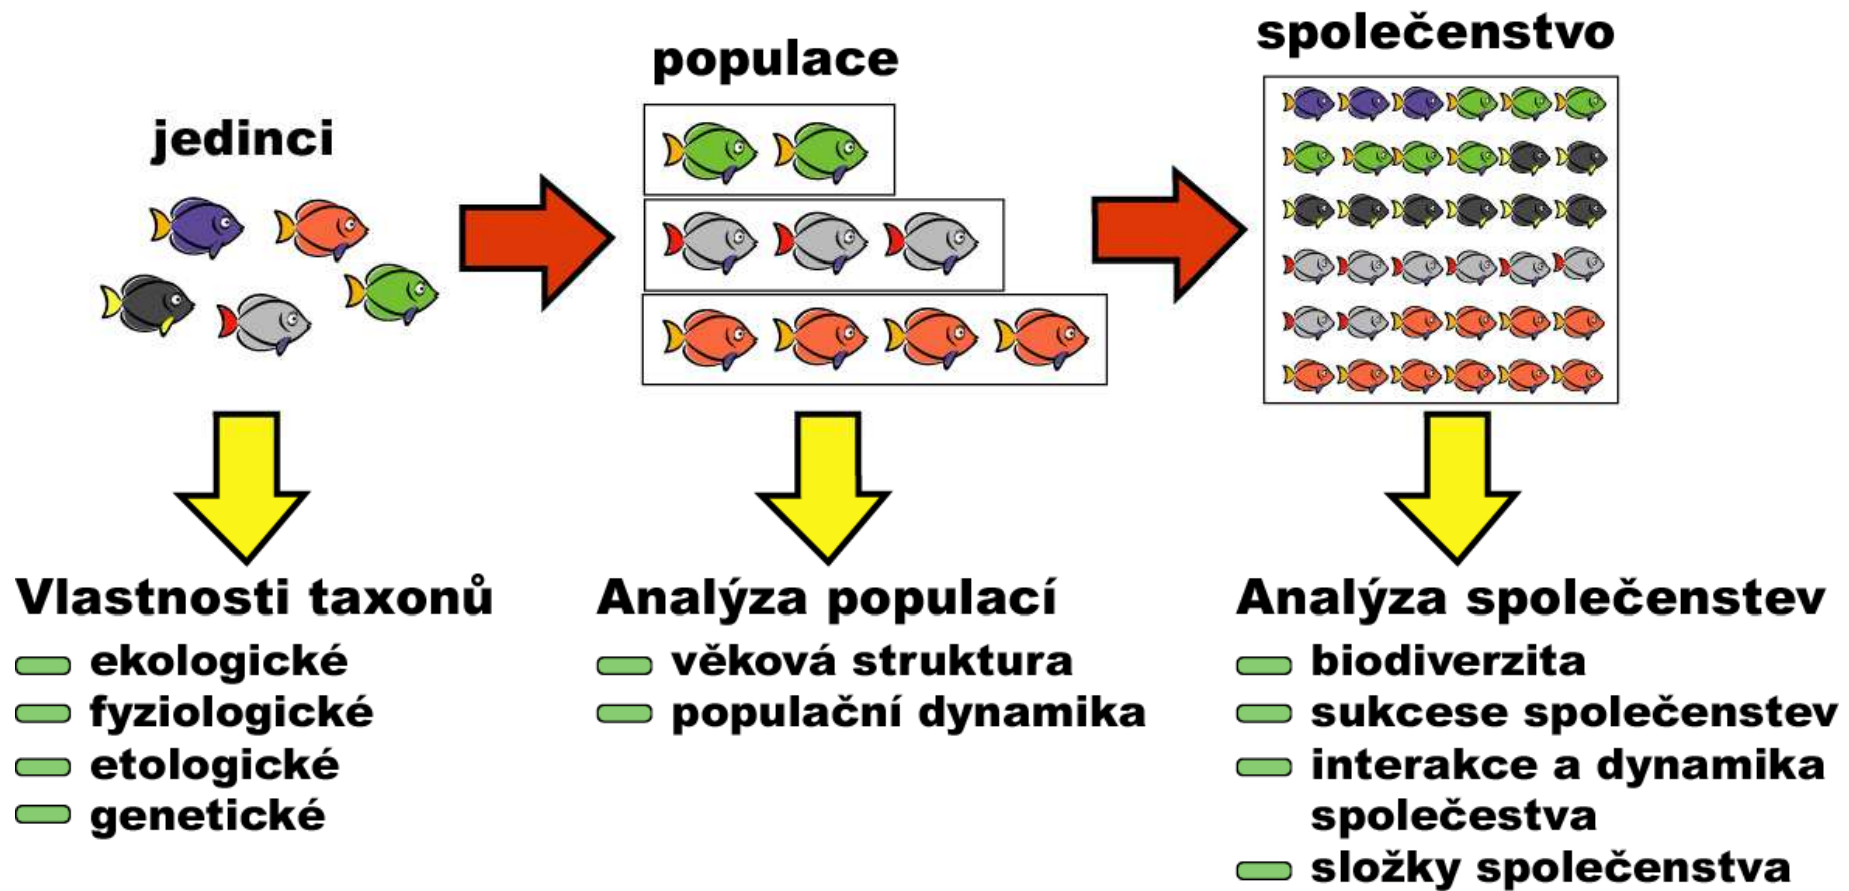 jedinci
populace
společenstvo
Vlastnosti taxonů
ekologické
fyziologické
etologické
genetické
Analýza populací
věková struktura
populační dynamika
Analýza společenstev
biodiverzita
sukcese společenstev
interakce a dynamika
společestva
složky společenstva